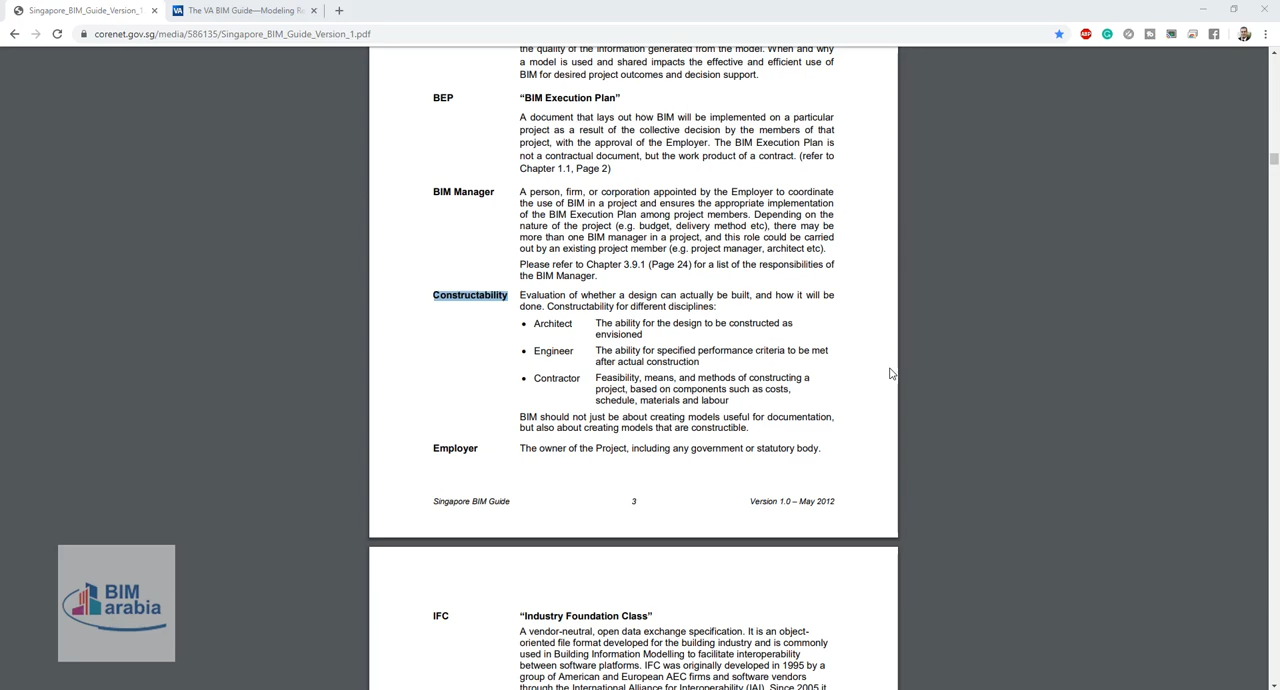 Singapore_BIM_Guide_Version_1
The VA BIM Guide—Modeling Re
corenet.gov.sg/media/586135/Singapore_BIM_Guide_Version_1.pdf
the quality of the information generated from the model. When and why
a model is used and shared impacts the effective and efficient use of
BIM for desired project outcomes and decision support.
BEP “BIM Execution Plan”
A document that lays out how BIM will be implemented on a particular
project as a result of the collective decision by the members of that
project, with the approval of the Employer. The BIM Execution Plan is
not a contractual document, but the work product of a contract. (refer to
Chapter 1.1, Page 2)
BIM Manager A person, firm, or corporation appointed by the Employer to coordinate
the use of BIM in a project and ensures the appropriate implementation
of the BIM Execution Plan among project members. Depending on the
nature of the project (e.g. budget, delivery method etc), there may be
more than one BIM manager in a project, and this role could be carried
out by an existing project member (e.g. project manager, architect etc).
Please refer to Chapter 3.9.1 (Page 24) for a list of the responsibilities of
the BIM Manager.
Constructability Evaluation of whether a design can actually be built, and how it will be
done. Constructability for different disciplines:
• Architect The ability for the design to be constructed as
envisioned
• Engineer The ability for specified performance criteria to be met
after actual construction
• Contractor Feasibility, means, and methods of constructing a
project, based on components such as costs,
schedule, materials and labour
BIM should not just be about creating models useful for documentation,
but also about creating models that are constructible.
Employer The owner of the Project, including any government or statutory body.
Singapore BIM Guide 3 Version 1.0 – May 2012
BIM
arabia
IFC “Industry Foundation Class”
A vendor-neutral, open data exchange specification. It is an object-
oriented file format developed for the building industry and is commonly
used in Building Information Modelling to facilitate interoperability
between software platforms. IFC was originally developed in 1995 by a
group of American and European AEC firms and software vendors
through the International Alliance for Interoperability (IAI). Since 2005 it